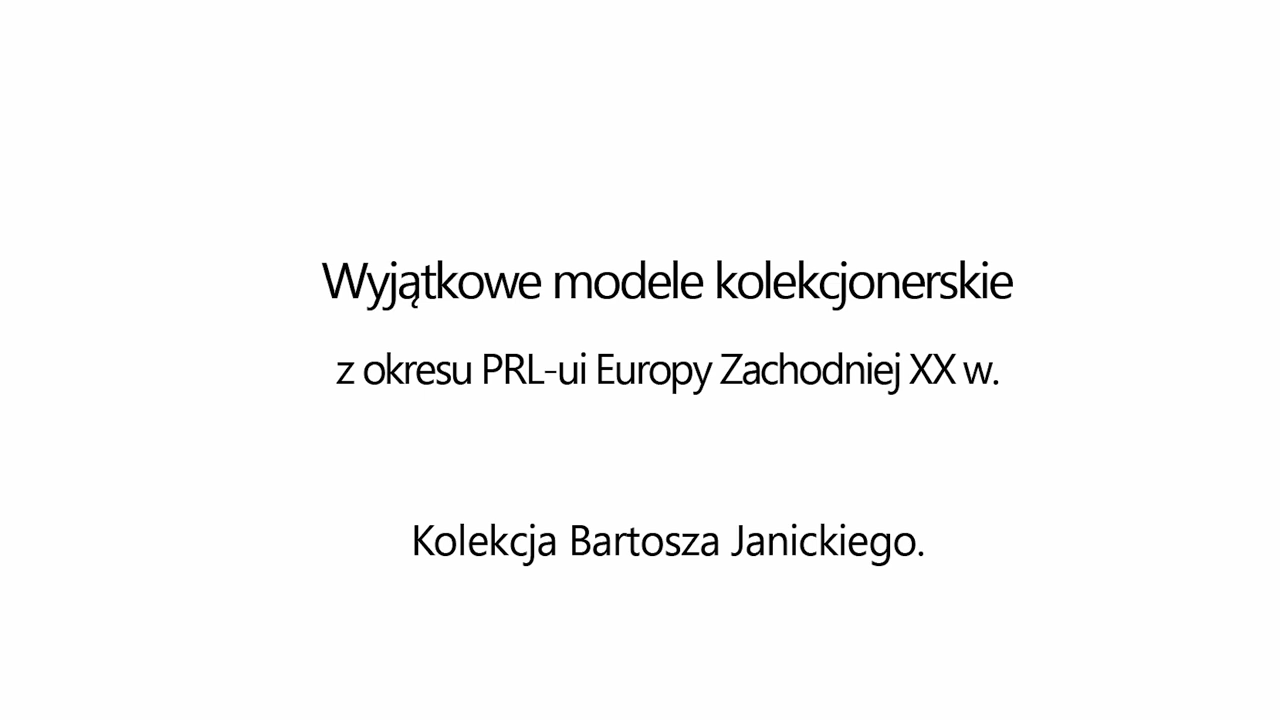 Wyjątkowe modele kolekcjonerskie
z okresu PRL-ui Europy Zachodniej XX w.
Kolekcja Bartosza Janickiego.